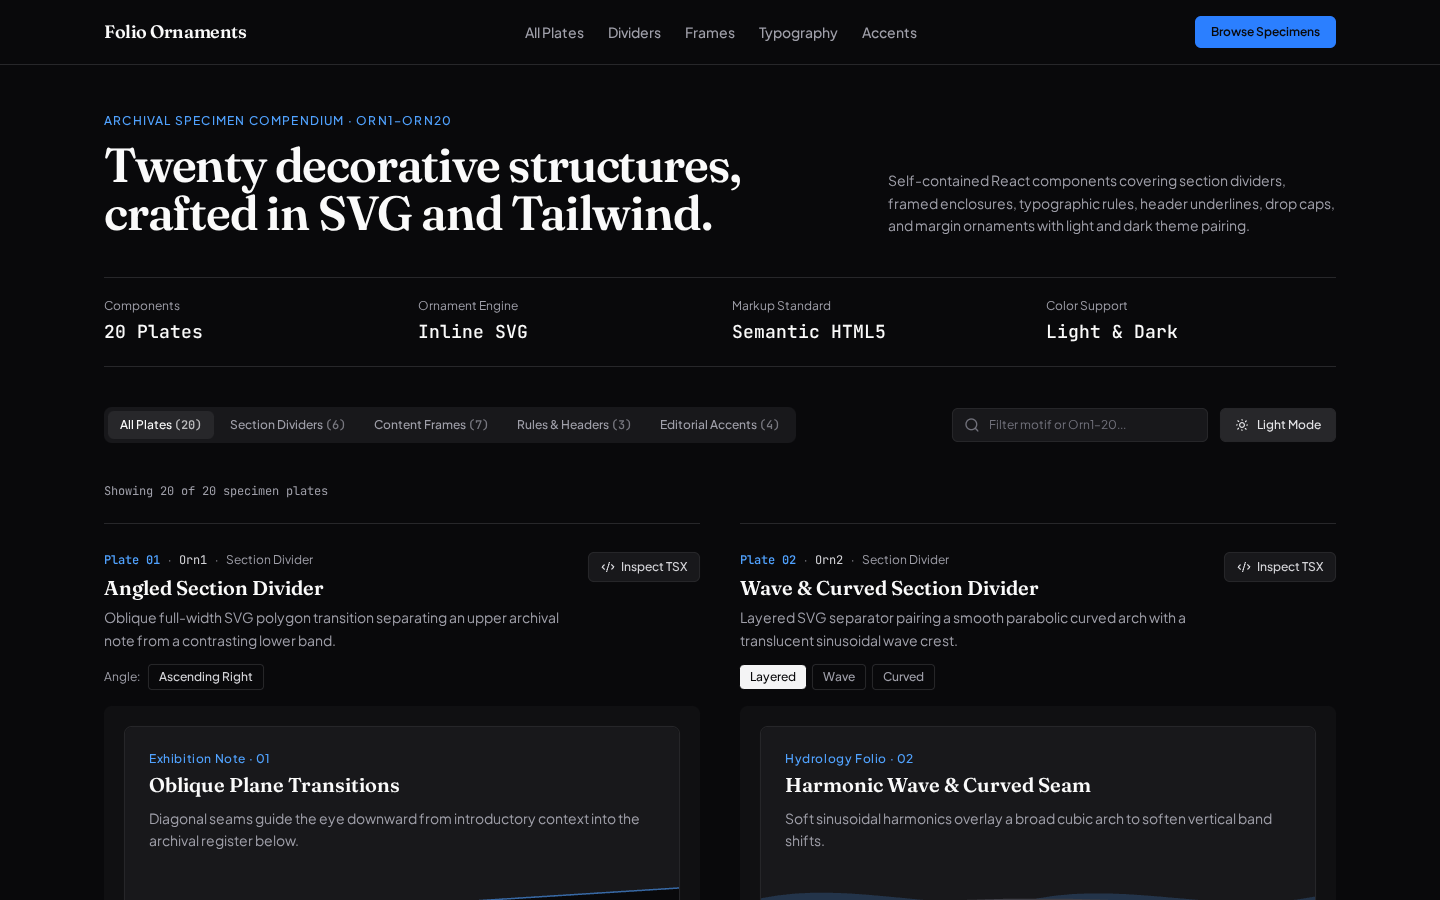 Folio Ornaments
All Plates
Dividers
Frames
Typography
Accents
Browse Specimens
ARCHIVAL SPECIMEN COMPENDIUM · ORN1–ORN20
Twenty decorative structures,
crafted in SVG and Tailwind.
Self-contained React components covering section dividers,
framed enclosures, typographic rules, header underlines, drop caps,
and margin ornaments with light and dark theme pairing.
Components
20 Plates
Ornament Engine
Inline SVG
Markup Standard
Semantic HTML5
Color Support
Light & Dark
All Plates (20)
Section Dividers (6)
Content Frames (7)
Rules & Headers (3)
Editorial Accents (4)
Filter motif or Orn1–20...
Light Mode
Showing 20 of 20 specimen plates
Plate 01 · Orn1 · Section Divider
Inspect TSX
Angled Section Divider
Oblique full-width SVG polygon transition separating an upper archival
note from a contrasting lower band.
Angle:
Ascending Right
Exhibition Note · 01
Oblique Plane Transitions
Diagonal seams guide the eye downward from introductory context into the
archival register below.
Plate 02 · Orn2 · Section Divider
Inspect TSX
Wave & Curved Section Divider
Layered SVG separator pairing a smooth parabolic curved arch with a
translucent sinusoidal wave crest.
Layered
Wave
Curved
Hydrology Folio · 02
Harmonic Wave & Curved Seam
Soft sinusoidal harmonics overlay a broad cubic arch to soften vertical band
shifts.